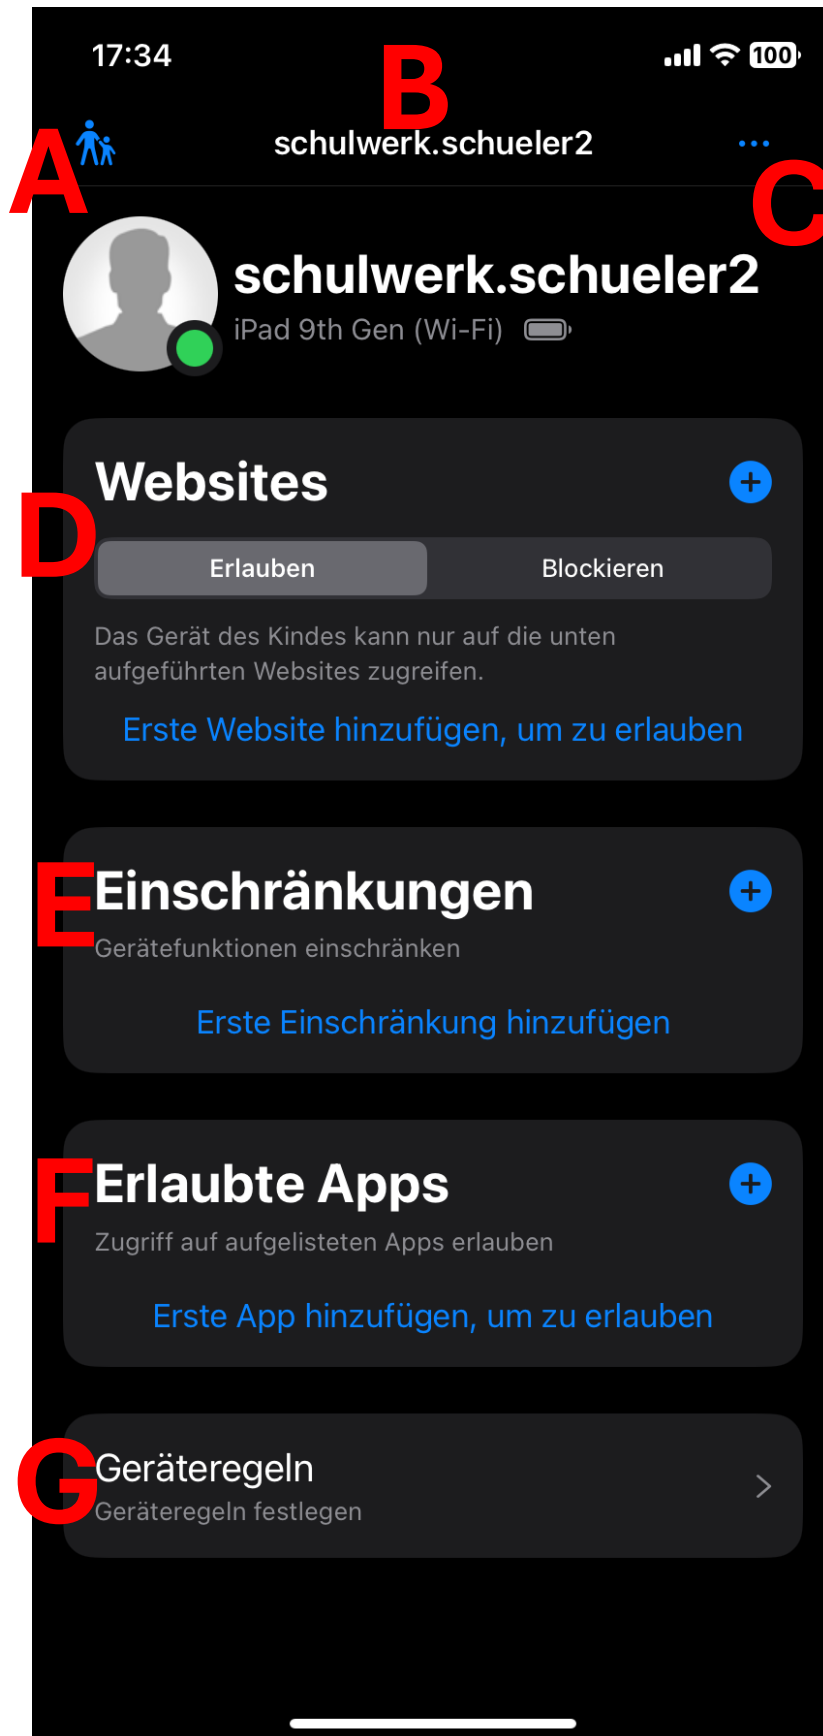 17:34
100
B
A
schulwerk.schueler2
C
schulwerk.schueler2
iPad 9th Gen (Wi-Fi)
Websites
D
Erlauben
Blockieren
Das Gerät des Kindes kann nur auf die unten
aufgeführten Websites zugreifen.
Erste Website hinzufügen, um zu erlauben
E
Einschränkungen
Gerätefunktionen einschränken
Erste Einschränkung hinzufügen
F
Erlaubte Apps
Zugriff auf aufgelisteten Apps erlauben
Erste App hinzufügen, um zu erlauben
G
Geräteregeln
Geräteregeln festlegen